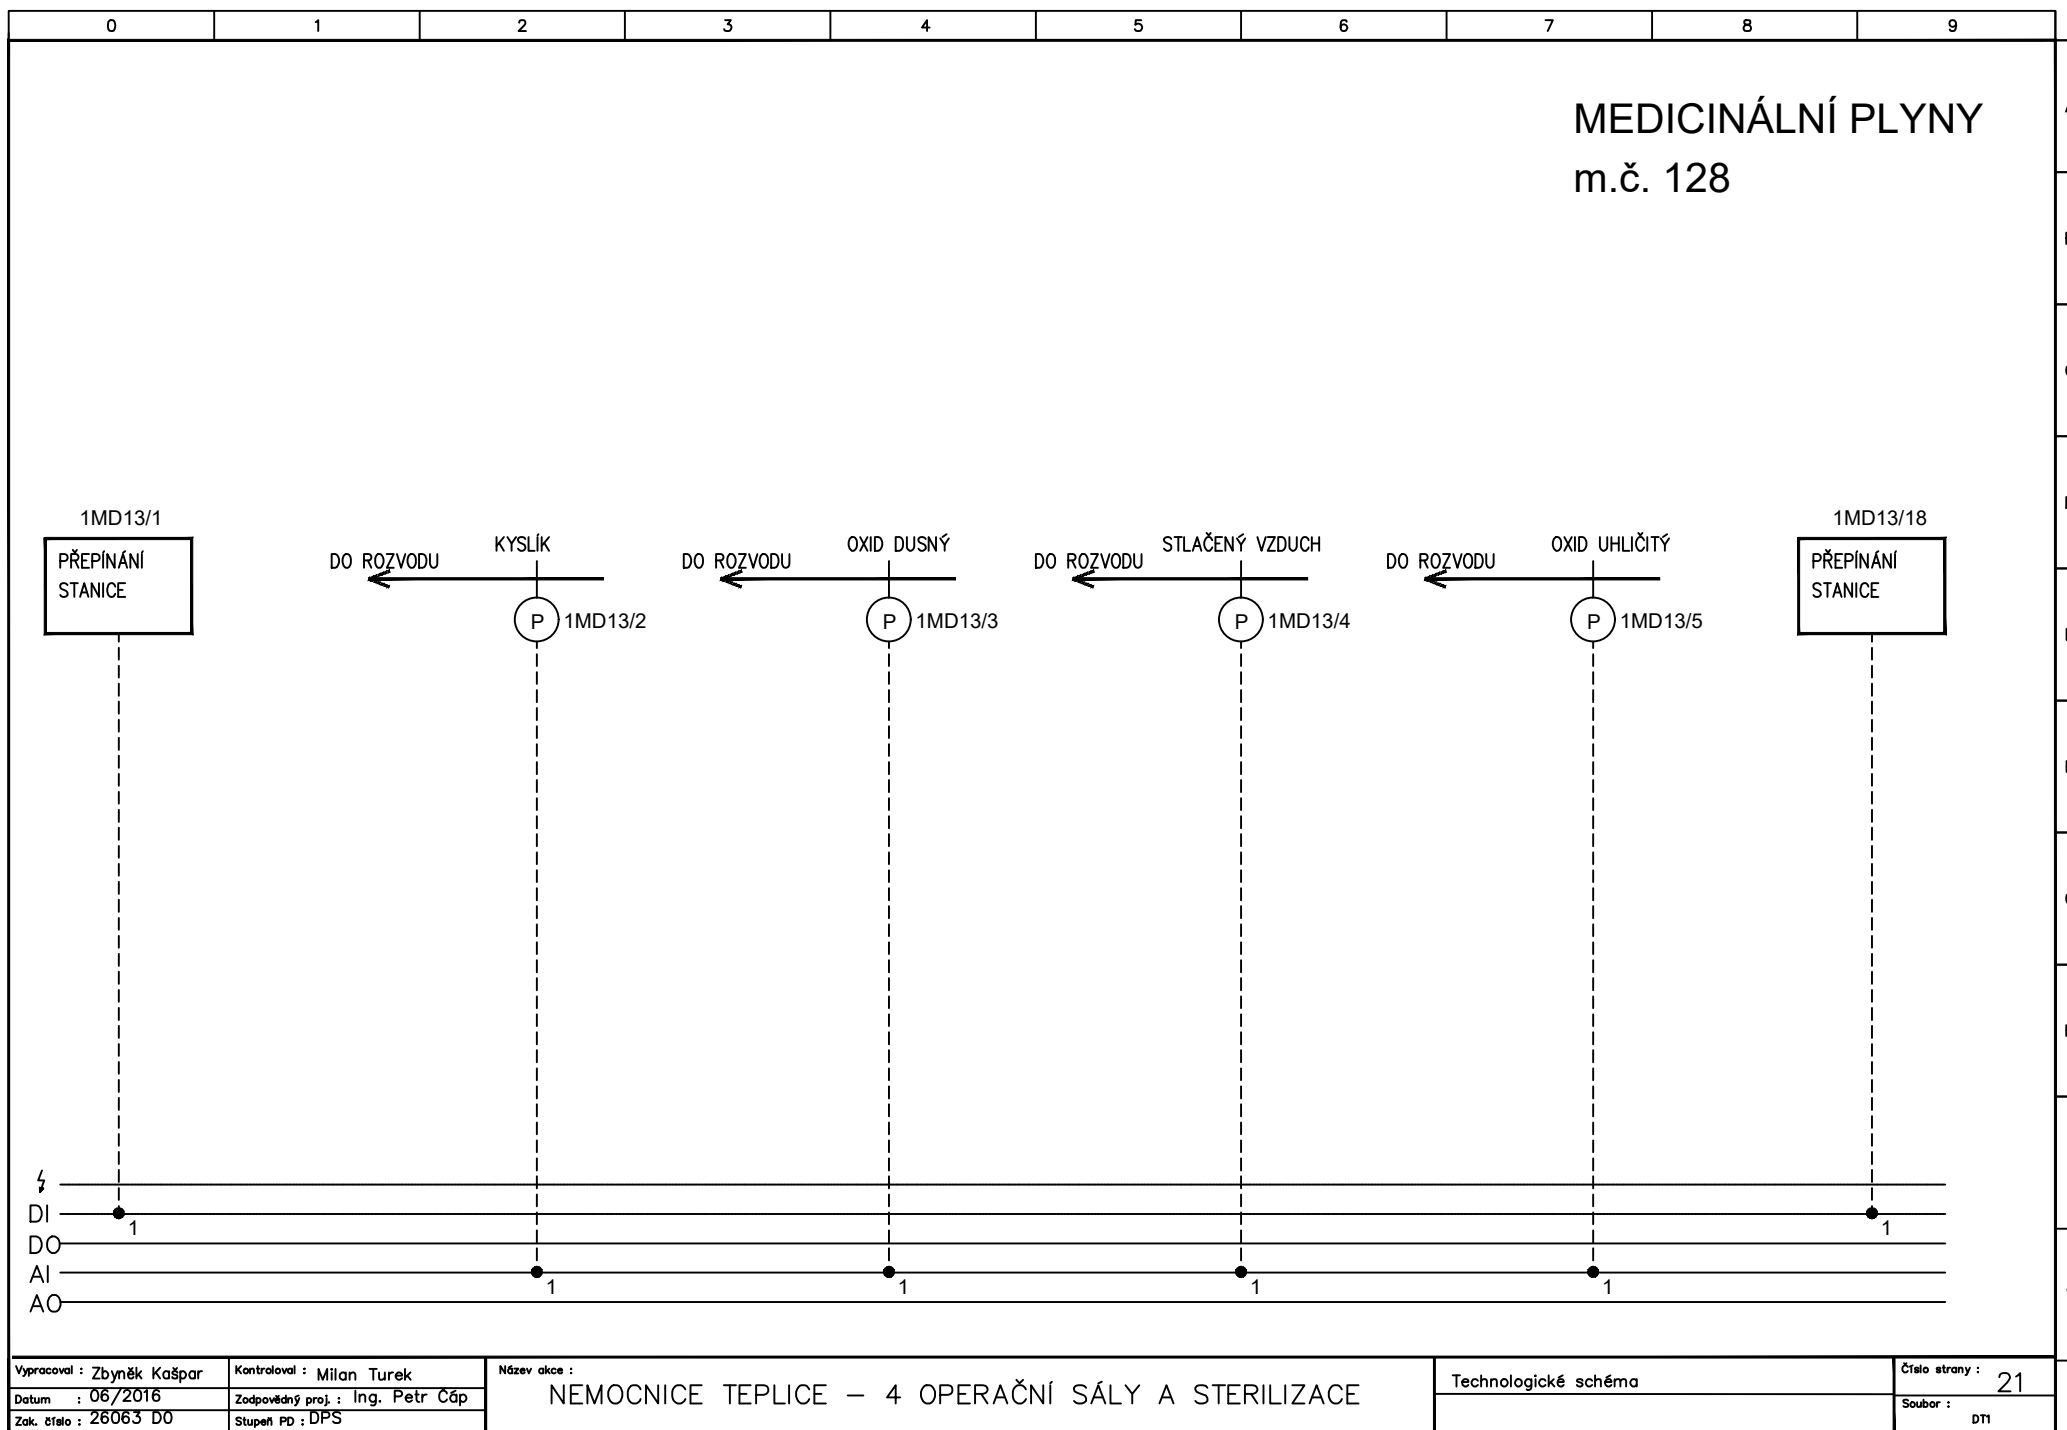 0 1 2 3 4 5 6 7 8 9
MEDICINÁLNÍ PLYNY
m.č. 128
1MD13/1
PŘEPÍNÁNÍ
STANICE
DO ROZVODU
KYSLÍK
P
1MD13/2
DO ROZVODU
OXID DUSNÝ
P
1MD13/3
DO ROZVODU
STLAČENÝ VZDUCH
P
1MD13/4
DO ROZVODU
OXID UHLIČITÝ
P
1MD13/5
1MD13/18
PŘEPÍNÁNÍ
STANICE
DI
1 1
DO
AI
1 1 1 1
AO
Vypracoval : Zbyněk Kašpar
Datum : 06/2016
Zak. číslo : 26063 D0
Kontroloval : Milan Turek
Zodpovědný proj. : Ing. Petr Čáp
Stupeň PD : DPS
Název akce :
NEMOCNICE TEPLICE – 4 OPERAČNÍ SÁLY A STERILIZACE
Technologické schéma
Číslo strany : 21
Soubor :
DT1